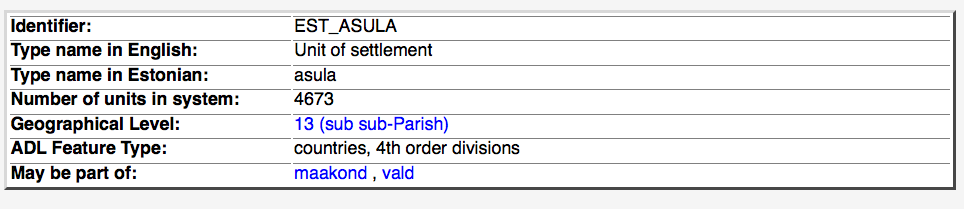 Identifier: EST_ASULA
Type name in English: Unit of settlement
Type name in Estonian: asula
Number of units in system: 4673
Geographical Level: 13 (sub sub-Parish)
ADL Feature Type: countries, 4th order divisions
May be part of: maakond , vald